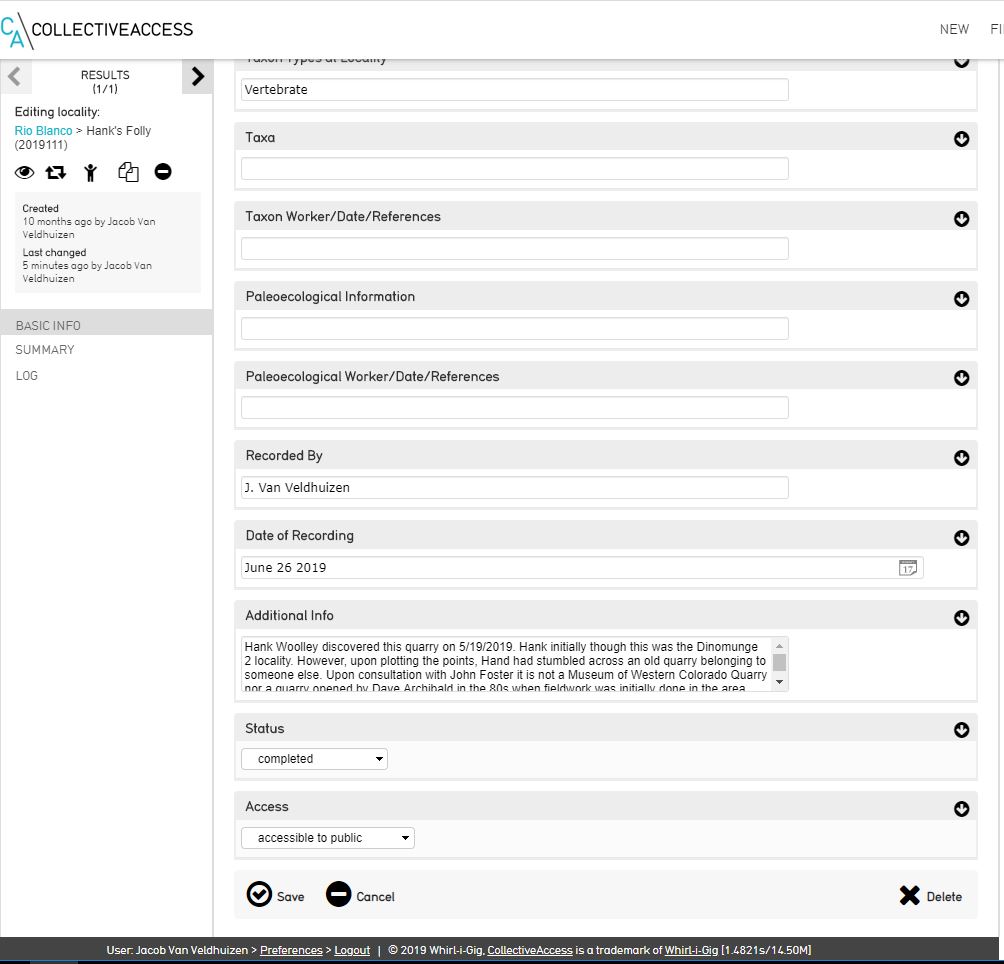 CA COLLECTIVEACCESS
NEW
FI
RESULTS
(1/1)
Editing locality:
Rio Blanco > Hank's Folly
(2019111)
Created
10 months ago by Jacob Van
Veldhuizen
Last changed
5 minutes ago by Jacob Van
Veldhuizen
BASIC INFO
SUMMARY
LOG
Taxon Types at Locality
Vertebrate
Taxa
Taxon Worker/Date/References
Paleoecological Information
Paleoecological Worker/Date/References
Recorded By
J. Van Veldhuizen
Date of Recording
June 26 2019
17
Additional Info
Hank Woolley discovered this quarry on 5/19/2019. Hank initially though this was the Dinomunge
2 locality. However, upon plotting the points, Hand had stumbled across an old quarry belonging to
someone else. Upon consultation with John Foster it is not a Museum of Western Colorado Quarry
nor a quarry opened by Dave Archibald in the 80s when fieldwork was initially done in the area
Status
completed
Access
accessible to public
Save
Cancel
Delete
User: Jacob Van Veldhuizen > Preferences > Logout | © 2019 Whirl-i-Gig, CollectiveAccess is a trademark of Whirl-i-Gig [1.4821s/14.50M]